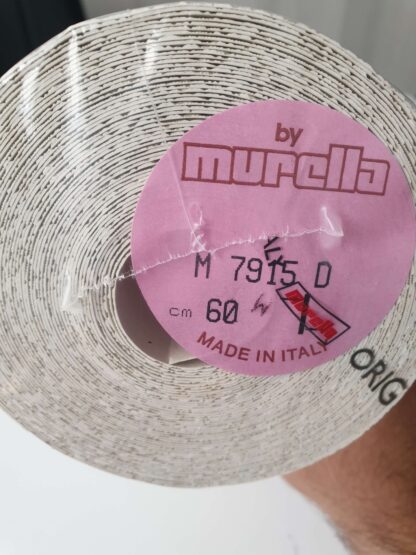 by
murella
M 7915 D
cm 60
MADE IN ITALY
ORIG